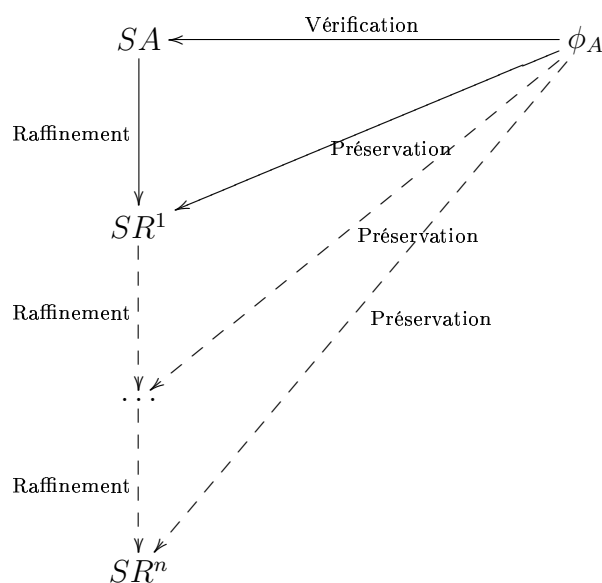 Vérification
SA
ϕ_A
Raffinement
Préservation
SR^1
Préservation
Raffinement
Préservation
...
Raffinement
SR^n